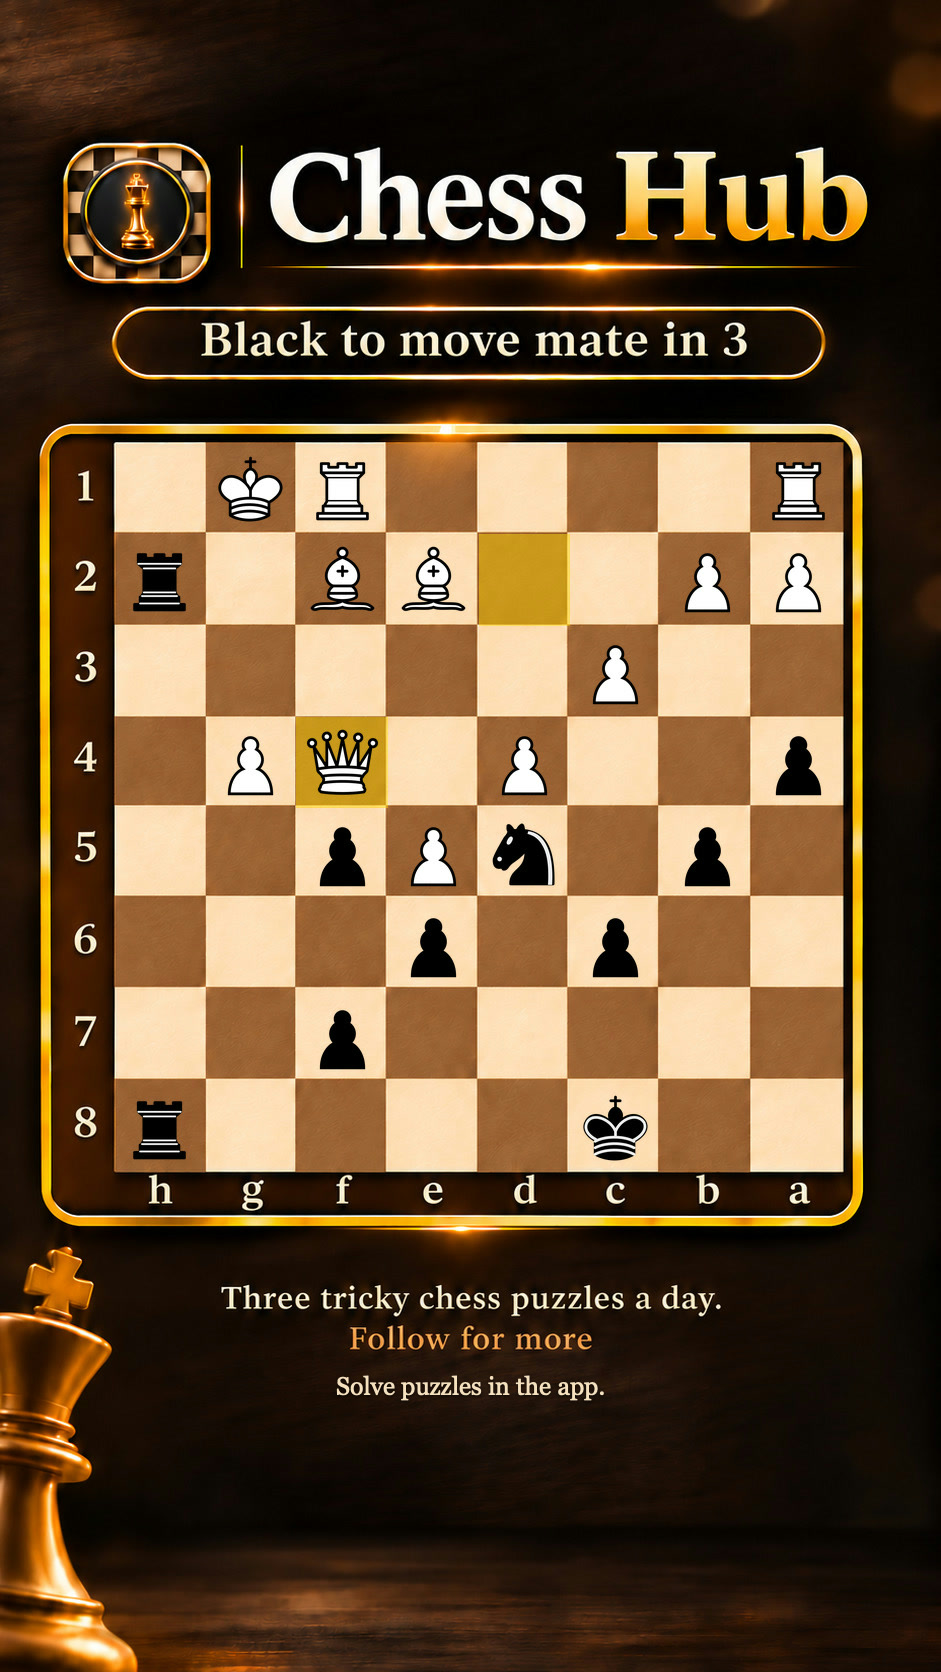 Chess Hub
Black to move mate in 3
1
2
3
4
5
6
7
8
h g f e d c b a
Three tricky chess puzzles a day.
Follow for more
Solve puzzles in the app.